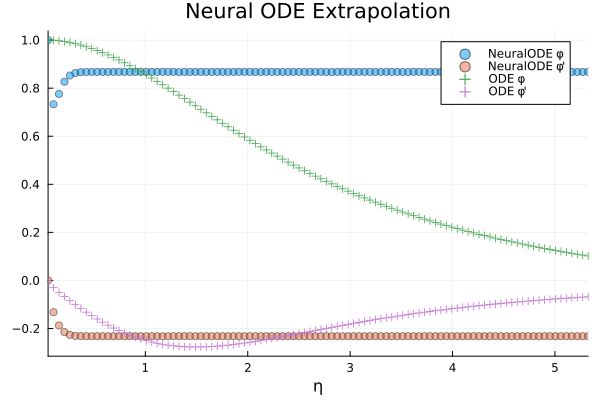 Neural ODE Extrapolation
1.0
0.8
0.6
0.4
0.2
0.0
−0.2
NeuralODE φ
NeuralODE φ'
ODE φ
ODE φ'
1 2 3 4 5
η